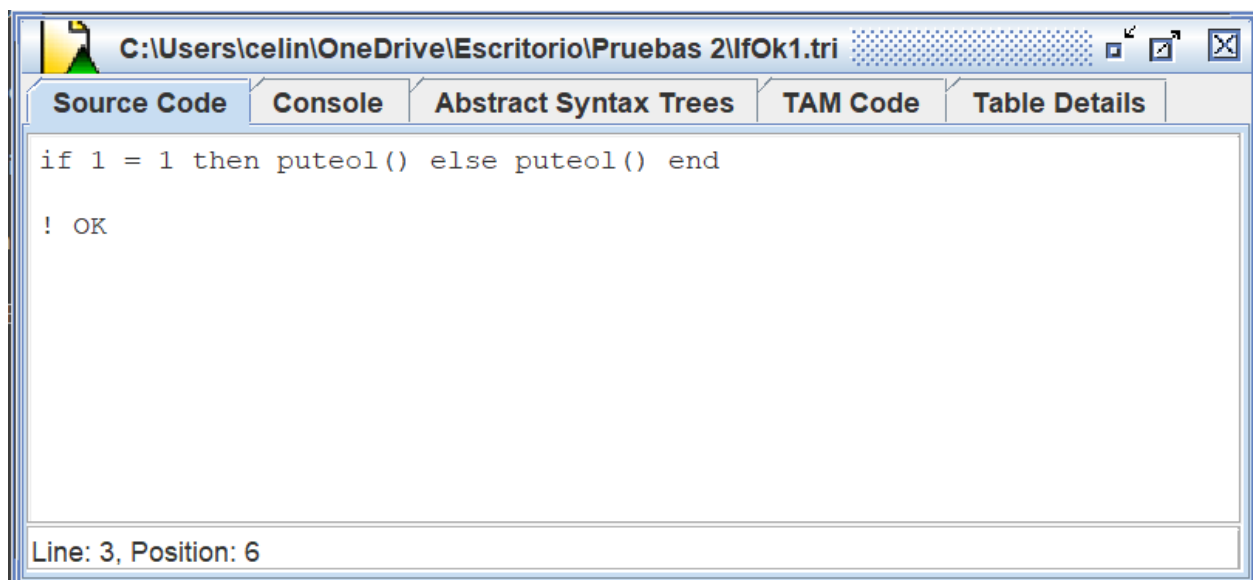 C:\Users\celin\OneDrive\Escritorio\Pruebas 2\IfOk1.tri
Source Code Console Abstract Syntax Trees TAM Code Table Details
if 1 = 1 then puteol() else puteol() end
! OK
Line: 3, Position: 6